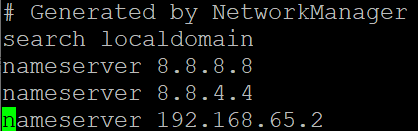 # Generated by NetworkManager
search localdomain
nameserver 8.8.8.8
nameserver 8.8.4.4
nameserver 192.168.65.2